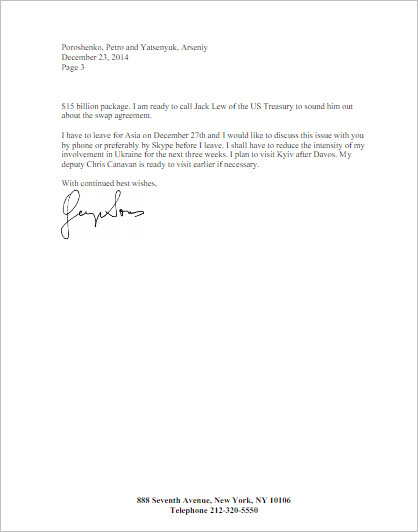 Poroshenko, Petro and Yatsenyuk, Arseniy
December 23, 2014
Page 3
$15 billion package. I am ready to call Jack Lew of the US Treasury to sound him out
about the swap agreement.
I have to leave for Asia on December 27th and I would like to discuss this issue with you
by phone or preferably by Skype before I leave. I shall have to reduce the intensity of my
involvement in Ukraine for the next three weeks. I plan to visit Kyiv after Davos. My
deputy Chris Canavan is ready to visit earlier if necessary.
With continued best wishes,
888 Seventh Avenue, New York, NY 10106
Telephone 212-320-5550